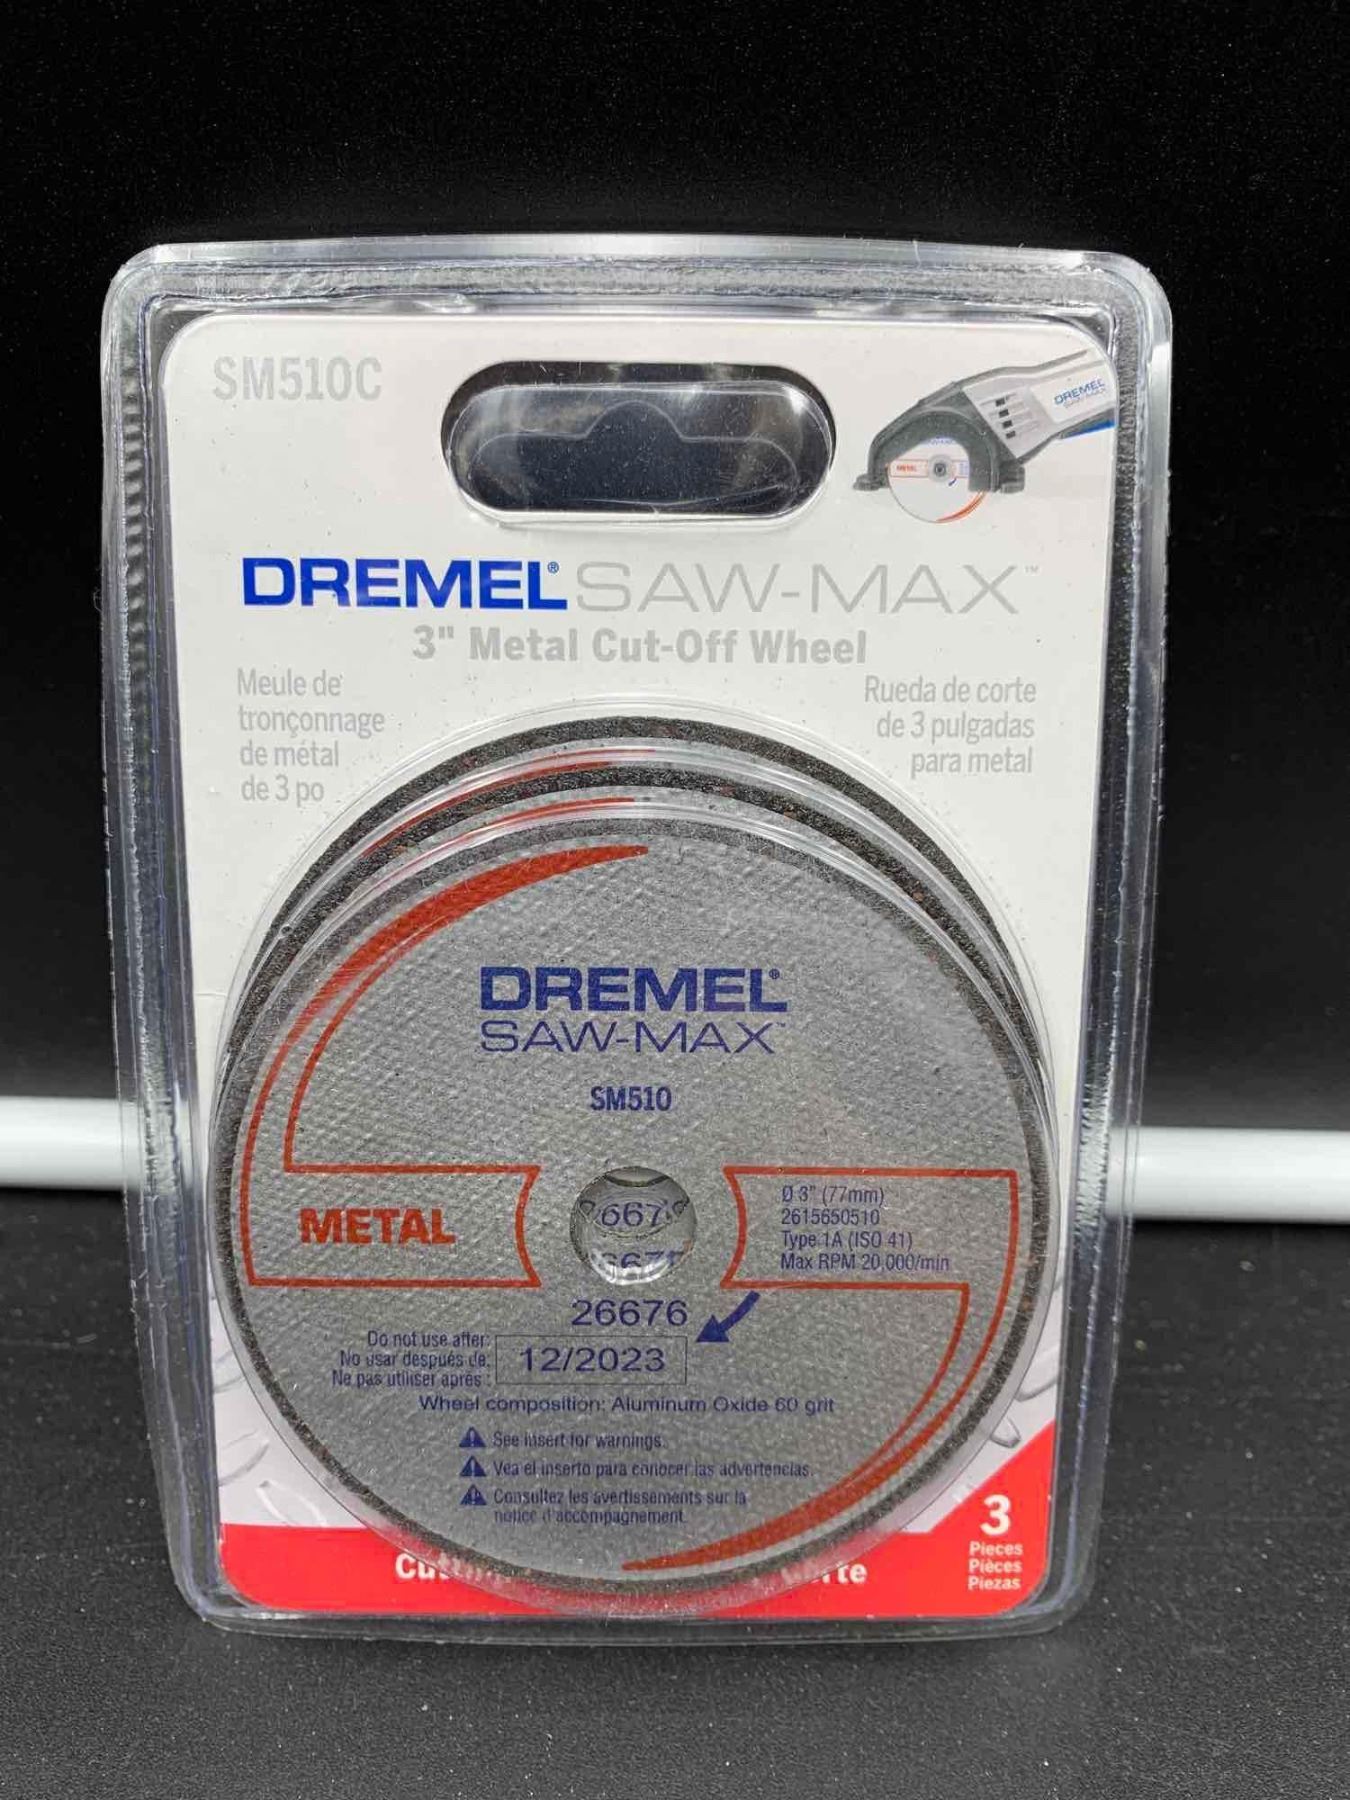 SM510C
DREMEL
SAW-MAX
METAL
DREMEL® SAW-MAX™
3" Metal Cut-Off Wheel
Meule de
tronçonnage
de métal
de 3 po
Rueda de corte
de 3 pulgadas
para metal
DREMEL®
SAW-MAX™
SM510
METAL
Ø 3" (77mm)
2615650510
Type 1A (ISO 41)
Max RPM 20,000/min
26676
Do not use after:
No usar después de:
Ne pas utiliser après :
12/2023
Wheel composition: Aluminum Oxide 60 grit
See insert for warnings.
Vea el inserto para conocer las advertencias.
Consultez les avertissements sur la
notice d'accompagnement.
3
Pieces
Pièces
Piezas